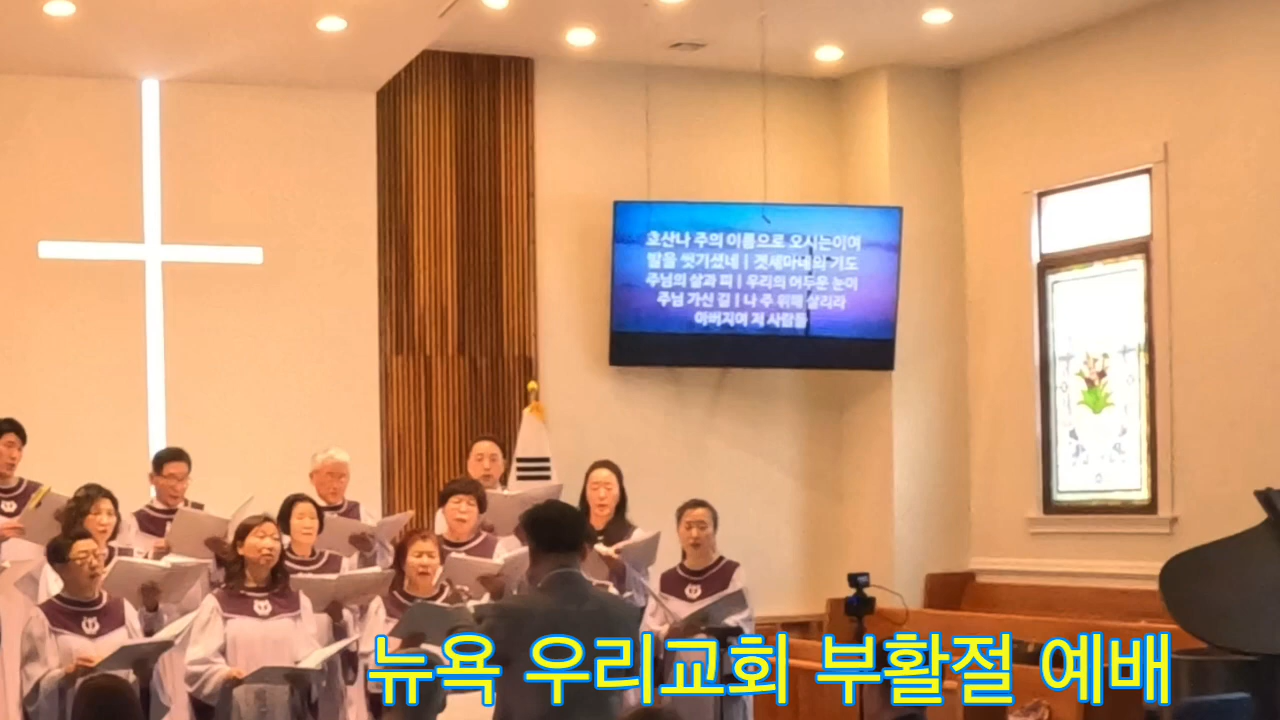 호산나 주의 이름으로 오시는이여
발을 씻기셨네 | 겟세마네의 기도
주님의 살과 피 | 우리의 어두운 눈이
주님 가신 길 | 나 주 위해 살리라
아버지여 저 사람들
뉴욕 우리교회 부활절 예배